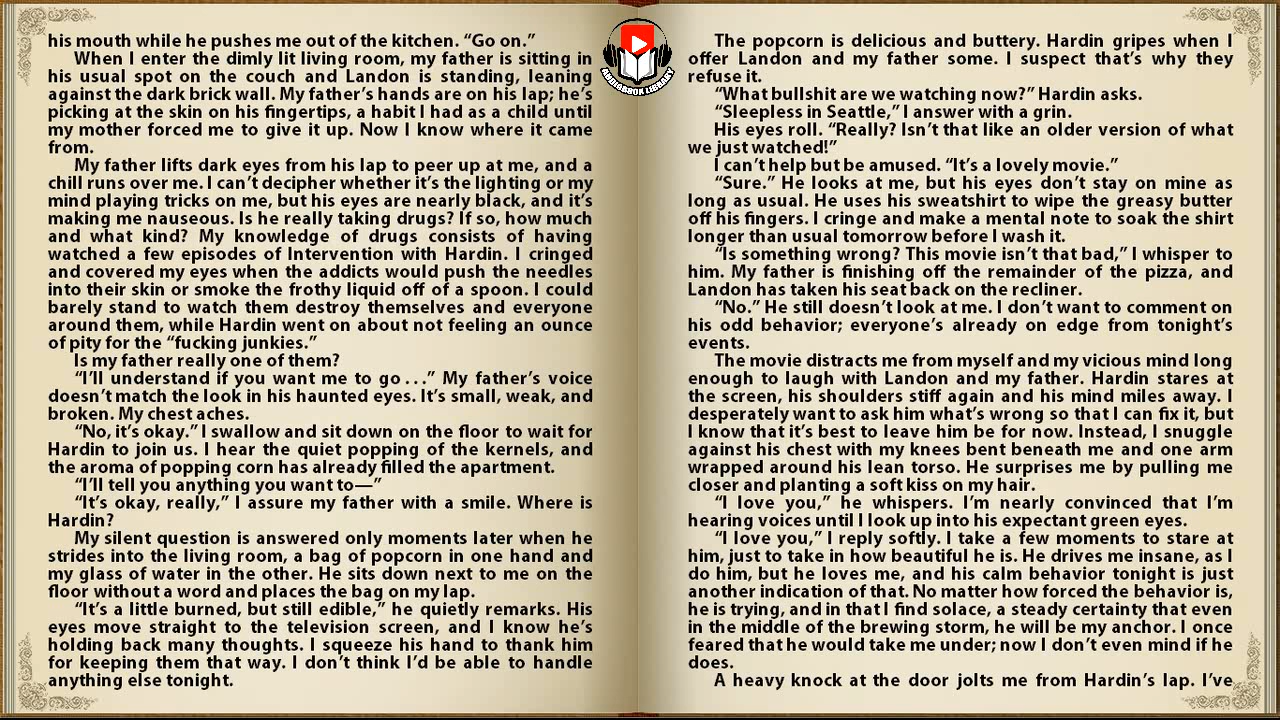 his mouth while he pushes me out of the kitchen. “Go on.”
When I enter the dimly lit living room, my father is sitting in
his usual spot on the couch and Landon is standing, leaning
against the dark brick wall. My father’s hands are on his lap; he’s
picking at the skin on his fingertips, a habit I had as a child until
my mother forced me to give it up. Now I know where it came
from.
My father lifts dark eyes from his lap to peer up at me, and a
chill runs over me. I can’t decipher whether it’s the lighting or my
mind playing tricks on me, but his eyes are nearly black, and it’s
making me nauseous. Is he really taking drugs? If so, how much
and what kind? My knowledge of drugs consists of having
watched a few episodes of Intervention with Hardin. I cringed
and covered my eyes when the addicts would push the needles
into their skin or smoke the frothy liquid off of a spoon. I could
barely stand to watch them destroy themselves and everyone
around them, while Hardin went on about not feeling an ounce
of pity for the “fucking junkies.”
Is my father really one of them?
“I’ll understand if you want me to go . . .” My father’s voice
doesn’t match the look in his haunted eyes. It’s small, weak, and
broken. My chest aches.
“No, it’s okay.” I swallow and sit down on the floor to wait for
Hardin to join us. I hear the quiet popping of the kernels, and
the aroma of popping corn has already filled the apartment.
“I’ll tell you anything you want to—”
“It’s okay, really,” I assure my father with a smile. Where is
Hardin?
My silent question is answered only moments later when he
strides into the living room, a bag of popcorn in one hand and
my glass of water in the other. He sits down next to me on the
floor without a word and places the bag on my lap.
“It’s a little burned, but still edible,” he quietly remarks. His
eyes move straight to the television screen, and I know he’s
holding back many thoughts. I squeeze his hand to thank him
for keeping them that way. I don’t think I’d be able to handle
anything else tonight.
AUDIOBOOK LIBRARY
The popcorn is delicious and buttery. Hardin gripes when I
offer Landon and my father some. I suspect that’s why they
refuse it.
“What bullshit are we watching now?” Hardin asks.
“Sleepless in Seattle,” I answer with a grin.
His eyes roll. “Really? Isn’t that like an older version of what
we just watched!”
I can’t help but be amused. “It’s a lovely movie.”
“Sure.” He looks at me, but his eyes don’t stay on mine as
long as usual. He uses his sweatshirt to wipe the greasy butter
off his fingers. I cringe and make a mental note to soak the shirt
longer than usual tomorrow before I wash it.
“Is something wrong? This movie isn’t that bad,” I whisper to
him. My father is finishing off the remainder of the pizza, and
Landon has taken his seat back on the recliner.
“No.” He still doesn’t look at me. I don’t want to comment on
his odd behavior; everyone’s already on edge from tonight’s
events.
The movie distracts me from myself and my vicious mind long
enough to laugh with Landon and my father. Hardin stares at
the screen, his shoulders stiff again and his mind miles away. I
desperately want to ask him what’s wrong so that I can fix it, but
I know that it’s best to leave him be for now. Instead, I snuggle
against his chest with my knees bent beneath me and one arm
wrapped around his lean torso. He surprises me by pulling me
closer and planting a soft kiss on my hair.
“I love you,” he whispers. I’m nearly convinced that I’m
hearing voices until I look up into his expectant green eyes.
“I love you,” I reply softly. I take a few moments to stare at
him, just to take in how beautiful he is. He drives me insane, as I
do him, but he loves me, and his calm behavior tonight is just
another indication of that. No matter how forced the behavior is,
he is trying, and in that I find solace, a steady certainty that even
in the middle of the brewing storm, he will be my anchor. I once
feared that he would take me under; now I don’t even mind if he
does.
A heavy knock at the door jolts me from Hardin’s lap. I’ve